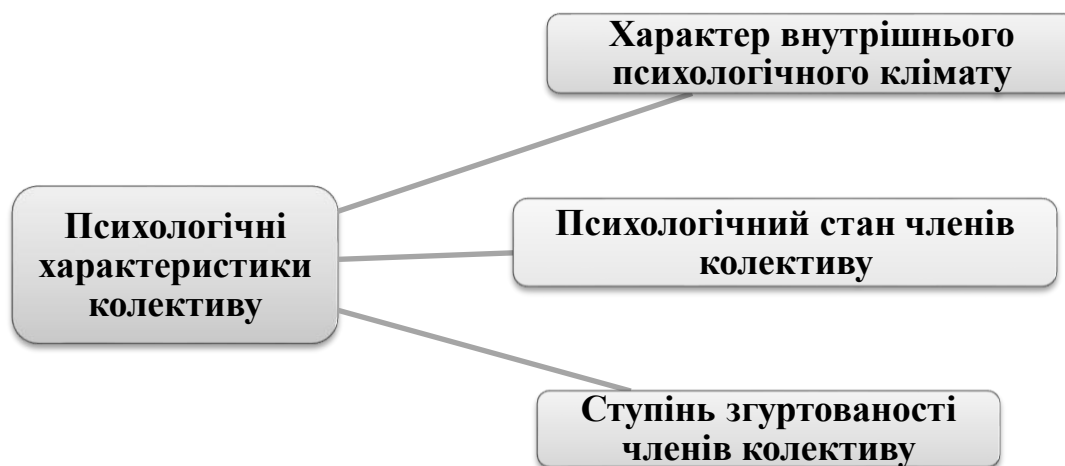 Характер внутрішнього
психологічного клімату
Психологічні
характеристики
колективу
Психологічний стан членів
колективу
Ступінь згуртованості
членів колективу